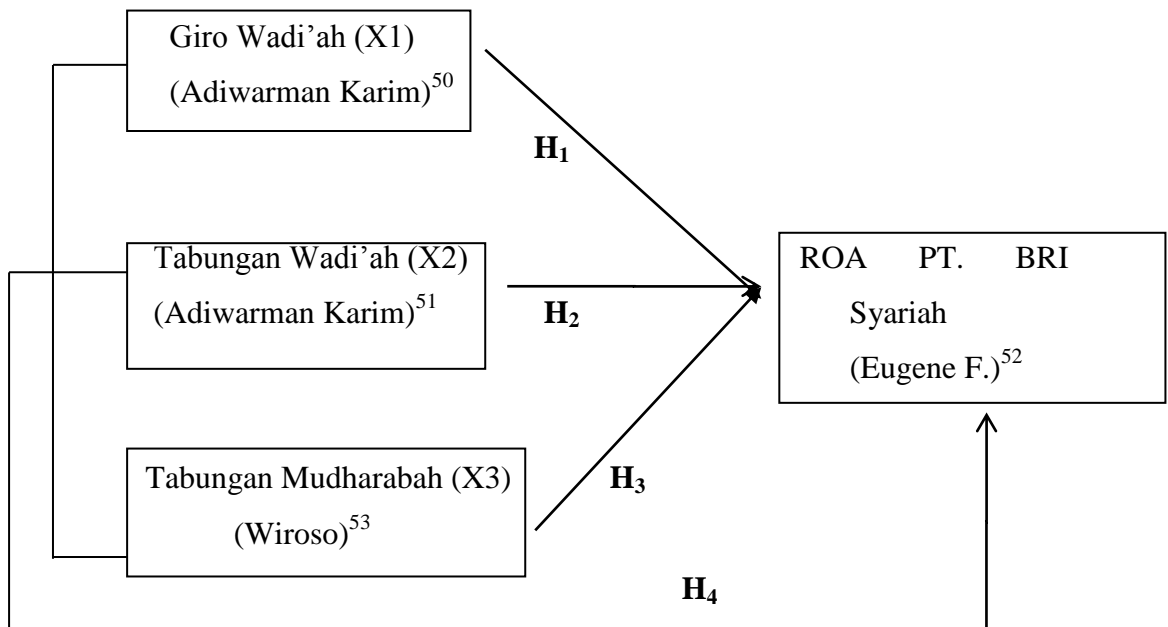 Giro Wadi’ah (X1)
(Adiwarman Karim)50
H1
Tabungan Wadi’ah (X2)
(Adiwarman Karim)51
H2
ROA PT. BRI
Syariah
(Eugene F.)52
Tabungan Mudharabah (X3)
(Wiroso)53
H3
H4